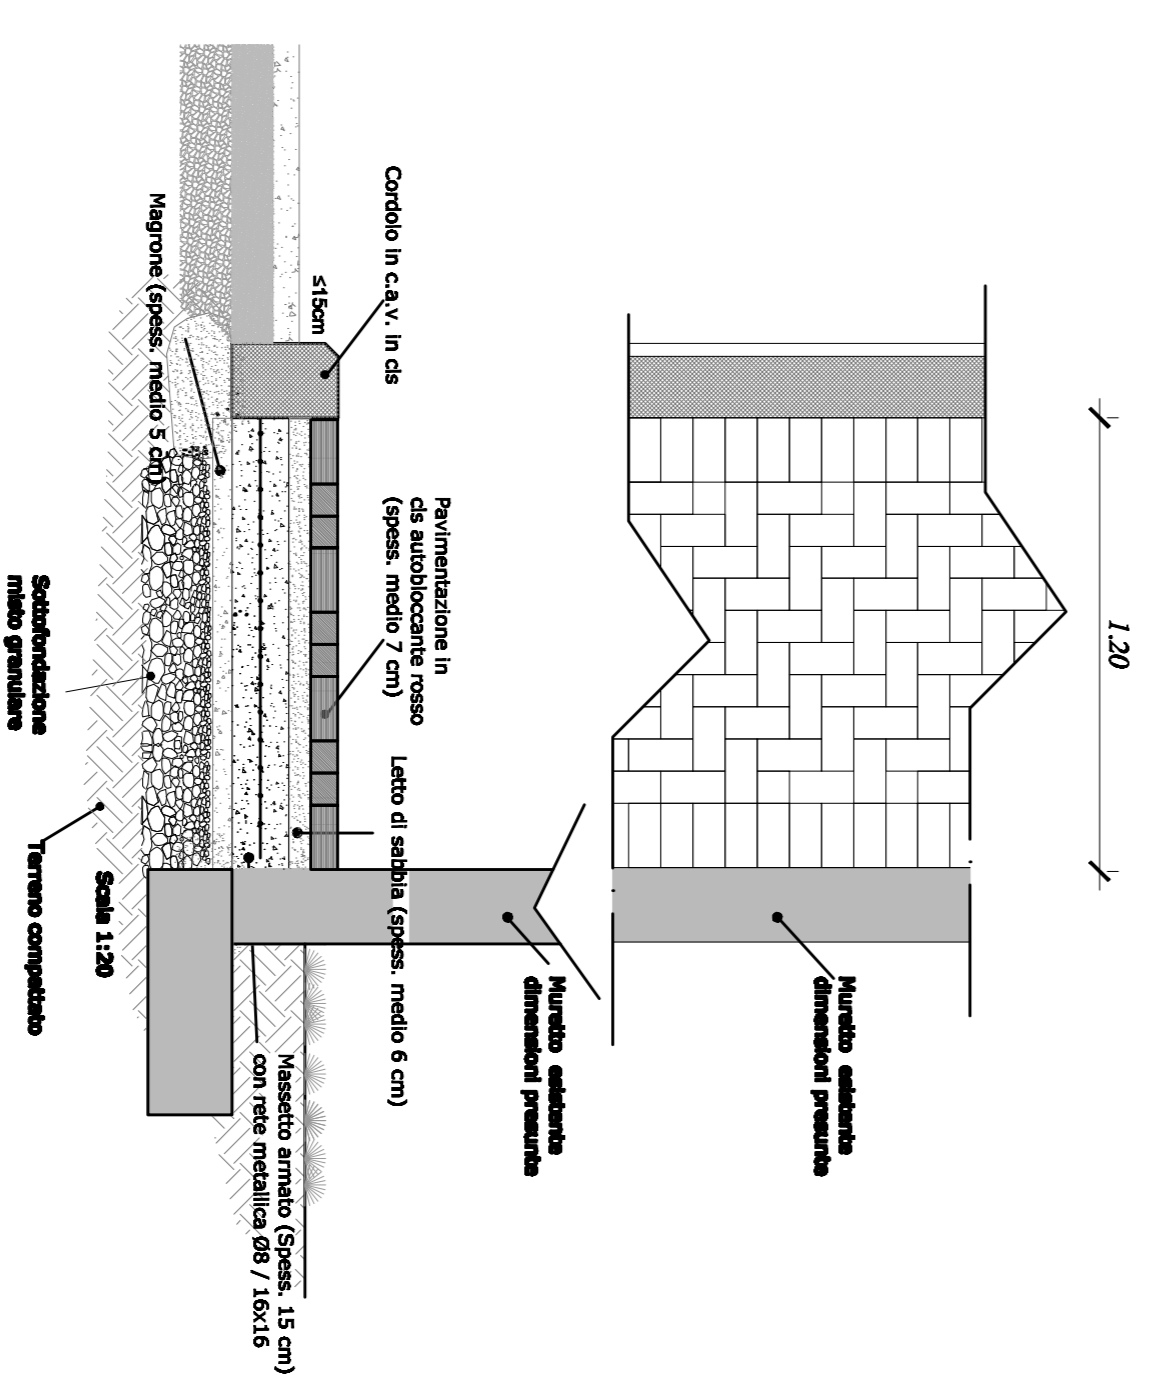 1.20
Muretto esistente
dimensioni presunte
Muretto esistente
dimensioni presunte
Cordolo in c.a.v. in cls
Pavimentazione in
cls autobloccante rosso
(spess. medio 7 cm)
Letto di sabbia (spess. medio 6 cm)
≤15cm
Massetto armato (Spess. 15 cm)
con rete metallica Ø8 / 16x16
Magrone (spess. medio 5 cm)
Scala 1:20
Sottofondazione
misto granulare
Terreno compattato